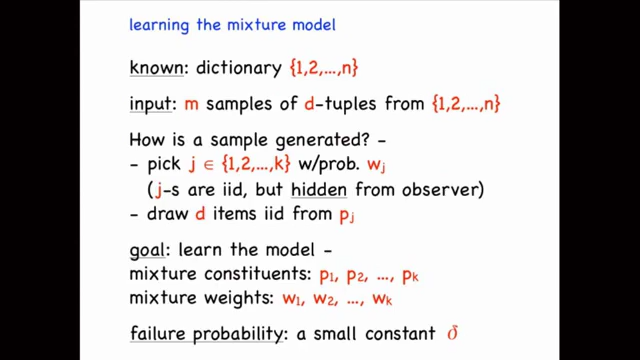 learning the mixture model
known: dictionary {1,2,...,n}
input: m samples of d-tuples from {1,2,...,n}
How is a sample generated? -
- pick j ∈ {1,2,...,k} w/prob. wⱼ
(j-s are iid, but hidden from observer)
- draw d items iid from pⱼ
goal: learn the model -
mixture constituents: p₁, p₂, ..., pₖ
mixture weights: w₁, w₂, ..., wₖ
failure probability: a small constant δ